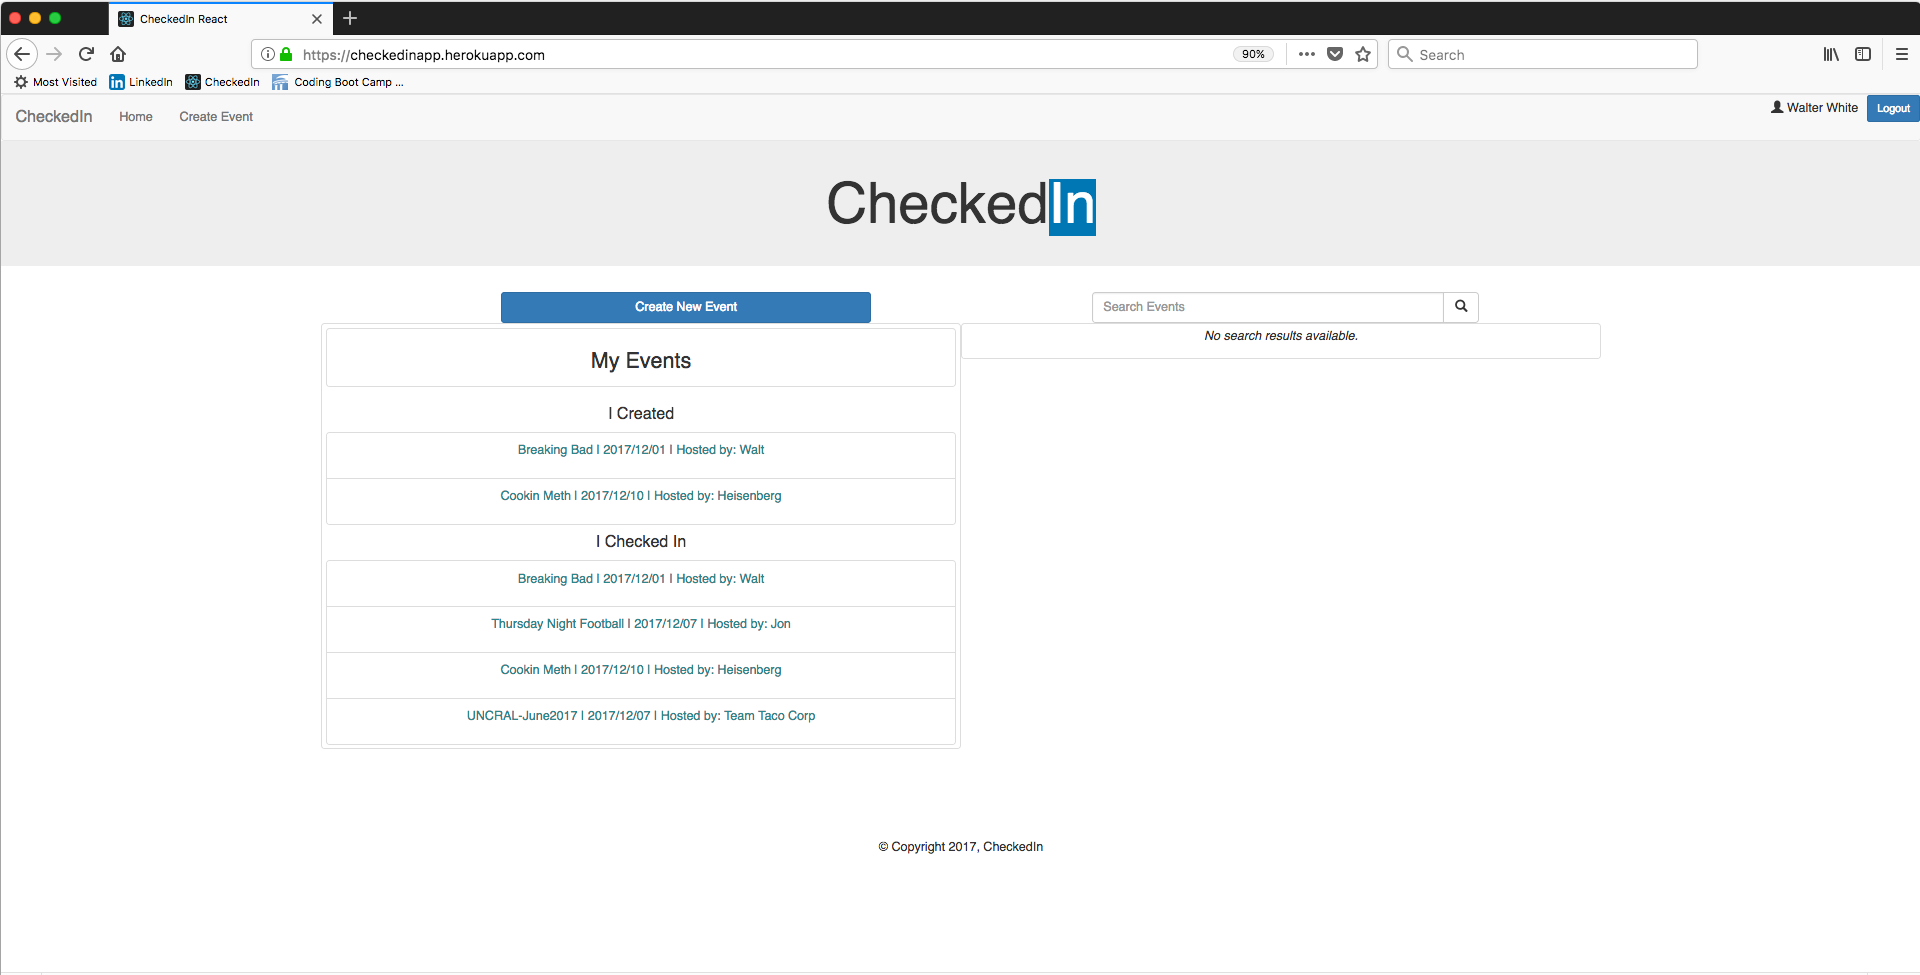 CheckedIn React
https://checkedinapp.herokuapp.com
90%
Search
Most Visited
LinkedIn
CheckedIn
Coding Boot Camp ...
CheckedIn
Home
Create Event
Walter White
Logout
CheckedIn
Create New Event
Search Events
No search results available.
My Events
I Created
Breaking Bad | 2017/12/01 | Hosted by: Walt
Cookin Meth | 2017/12/10 | Hosted by: Heisenberg
I Checked In
Breaking Bad | 2017/12/01 | Hosted by: Walt
Thursday Night Football | 2017/12/07 | Hosted by: Jon
Cookin Meth | 2017/12/10 | Hosted by: Heisenberg
UNCRAL-June2017 | 2017/12/07 | Hosted by: Team Taco Corp
© Copyright 2017, CheckedIn